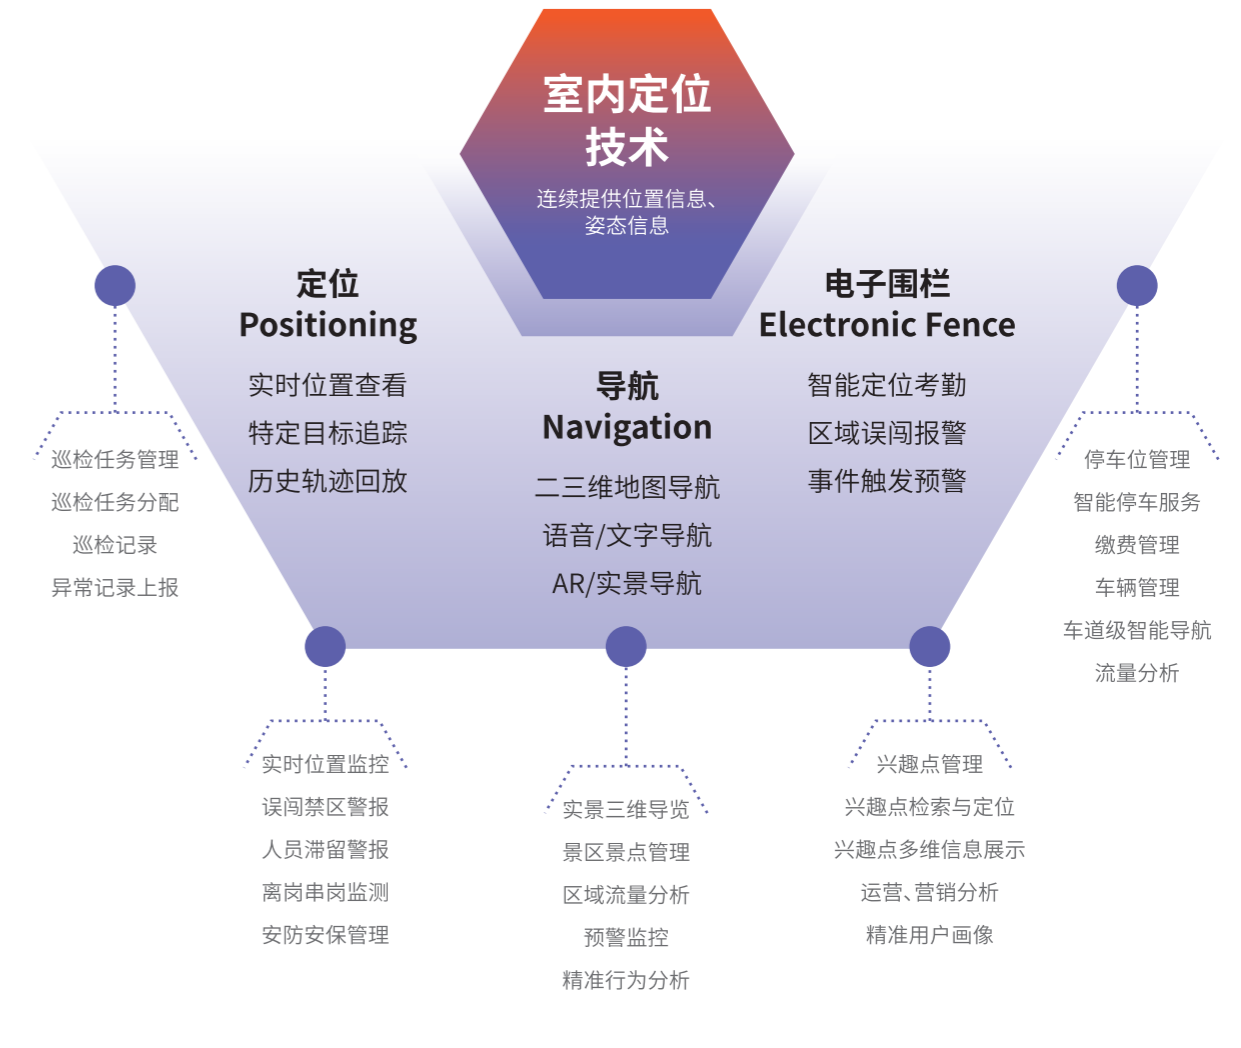 室内定位
技术
连续提供位置信息、
姿态信息
定位
Positioning
实时位置查看
特定目标追踪
历史轨迹回放
导航
Navigation
二三维地图导航
语音/文字导航
AR/实景导航
电子围栏
Electronic Fence
智能定位考勤
区域误闯报警
事件触发预警
巡检任务管理
巡检任务分配
巡检记录
异常记录上报
实时位置监控
误闯禁区警报
人员滞留警报
离岗串岗监测
安防安保管理
实景三维导览
景区景点管理
区域流量分析
预警监控
精准行为分析
兴趣点管理
兴趣点检索与定位
兴趣点多维信息展示
运营、营销分析
精准用户画像
停车位管理
智能停车服务
缴费管理
车辆管理
车道级智能导航
流量分析